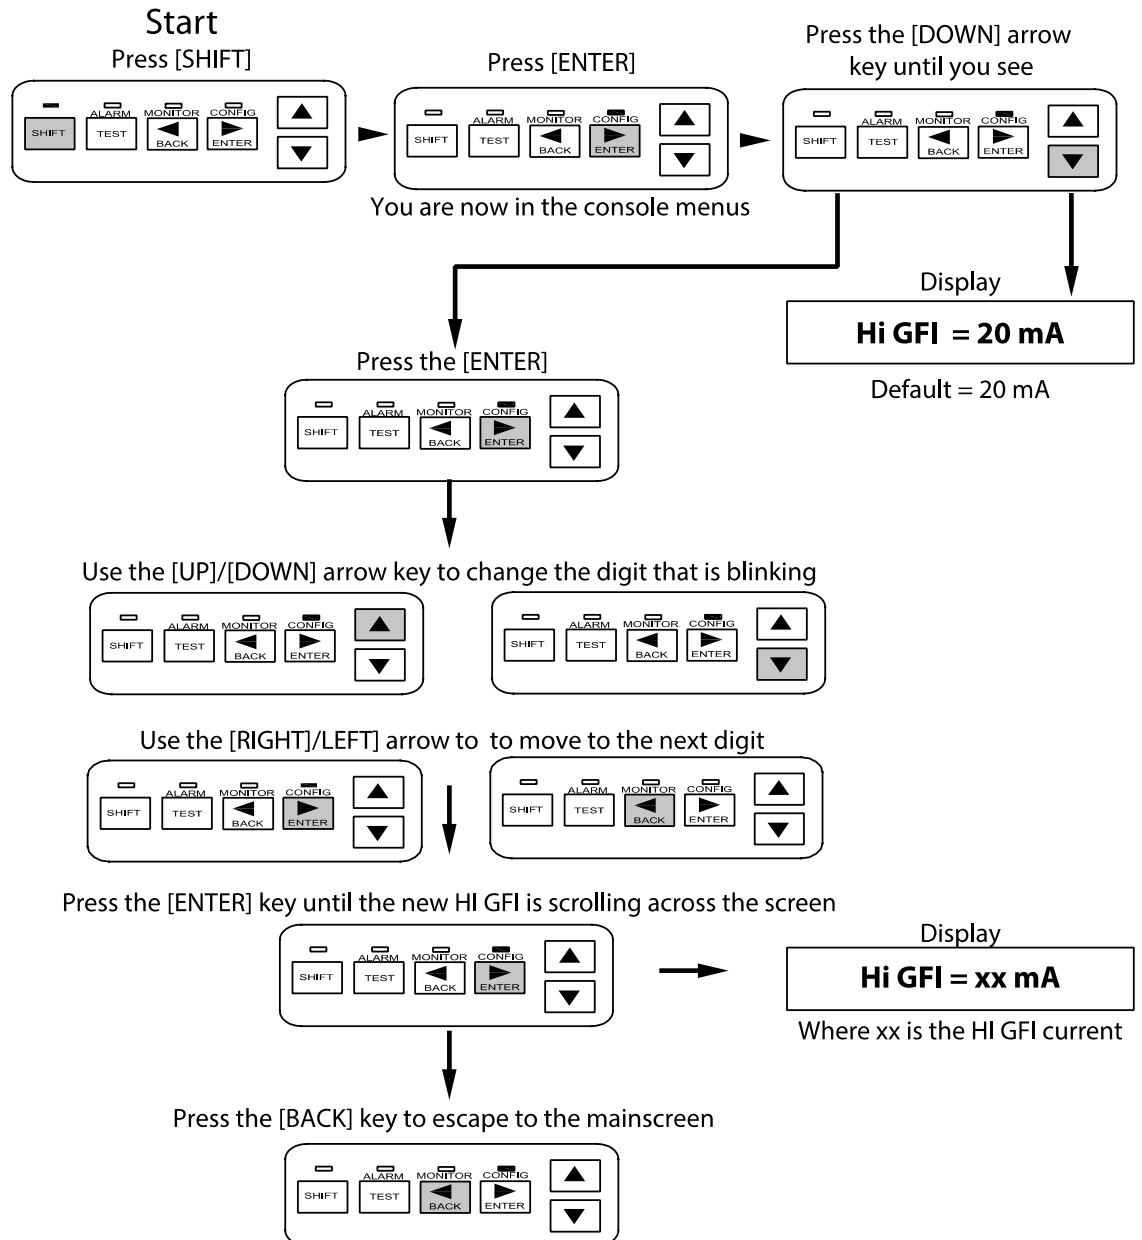 Start
Press [SHIFT]
SHIFT
ALARM
TEST
MONITOR
BACK
CONFIG
ENTER
Press [ENTER]
SHIFT
ALARM
TEST
MONITOR
BACK
CONFIG
ENTER
You are now in the console menus
Press the [DOWN] arrow
key until you see
SHIFT
ALARM
TEST
MONITOR
BACK
CONFIG
ENTER
Display
Hi GFI = 20 mA
Default = 20 mA
Press the [ENTER]
SHIFT
ALARM
TEST
MONITOR
BACK
CONFIG
ENTER
Use the [UP]/[DOWN] arrow key to change the digit that is blinking
SHIFT
ALARM
TEST
MONITOR
BACK
CONFIG
ENTER
SHIFT
ALARM
TEST
MONITOR
BACK
CONFIG
ENTER
Use the [RIGHT]/LEFT] arrow to to move to the next digit
SHIFT
ALARM
TEST
MONITOR
BACK
CONFIG
ENTER
SHIFT
ALARM
TEST
MONITOR
BACK
CONFIG
ENTER
Press the [ENTER] key until the new HI GFI is scrolling across the screen
SHIFT
ALARM
TEST
MONITOR
BACK
CONFIG
ENTER
Display
Hi GFI = xx mA
Where xx is the HI GFI current
Press the [BACK] key to escape to the mainscreen
SHIFT
ALARM
TEST
MONITOR
BACK
CONFIG
ENTER